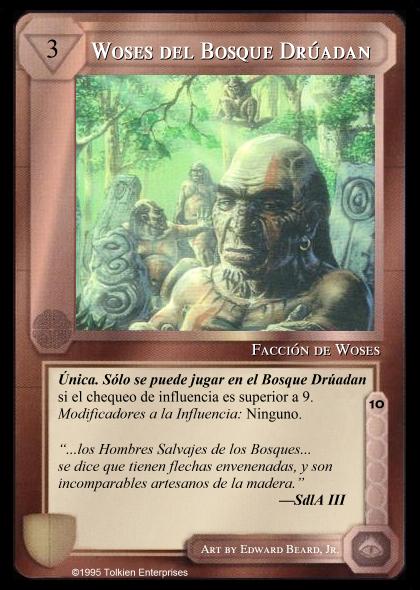 3
Woses del Bosque Drúadan
Facción de Woses
Única. Sólo se puede jugar en el Bosque Drúadan
si el chequeo de influencia es superior a 9.
Modificadores a la Influencia: Ninguno.
10
“...los Hombres Salvajes de los Bosques...
se dice que tienen flechas envenenadas, y son
incomparables artesanos de la madera.”
—SdlA III
Art by Edward Beard, Jr.
©1995 Tolkien Enterprises